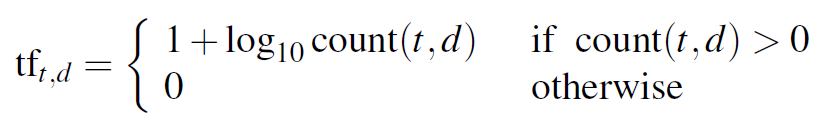 tf_{t,d} = { 1 + log_{10} count(t,d) if count(t,d) > 0
0 otherwise